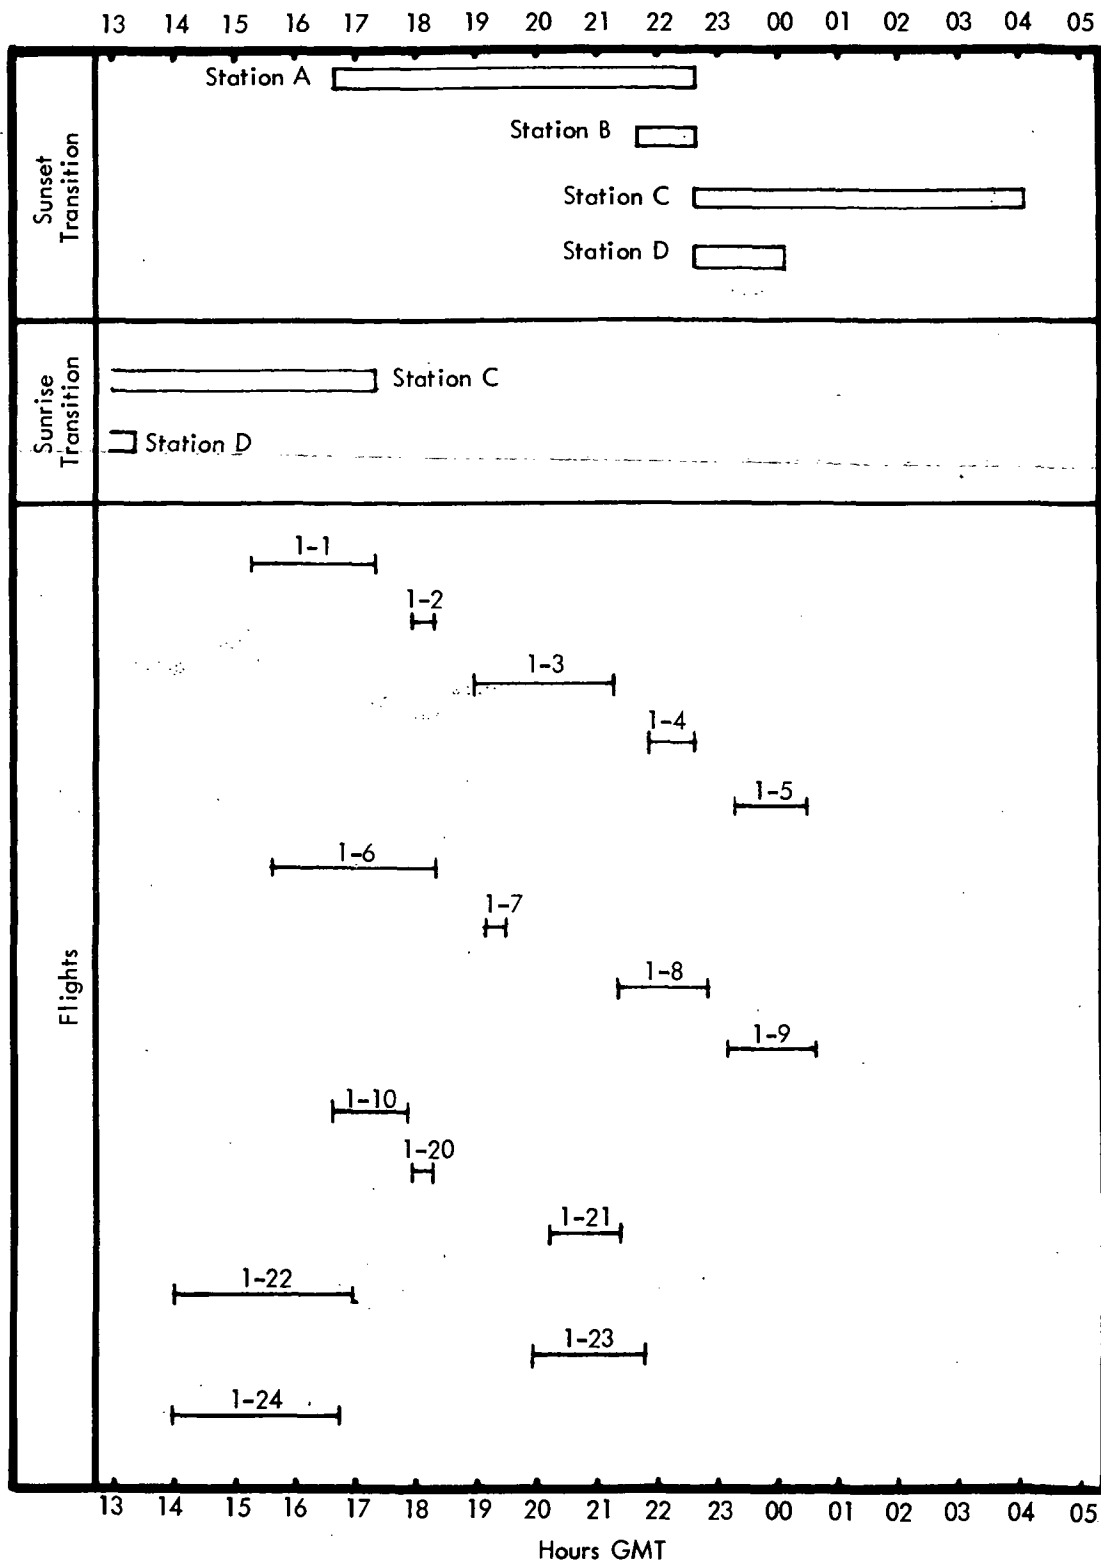 13 14 15 16 17 18 19 20 21 22 23 00 01 02 03 04 05
Sunset
Transition
Station A
Station B
Station C
Station D
Sunrise
Transition
Station C
Station D
Flights
1-1
1-2
1-3
1-4
1-5
1-6
1-7
1-8
1-9
1-10
1-20
1-21
1-22
1-23
1-24
13 14 15 16 17 18 19 20 21 22 23 00 01 02 03 04 05
Hours GMT